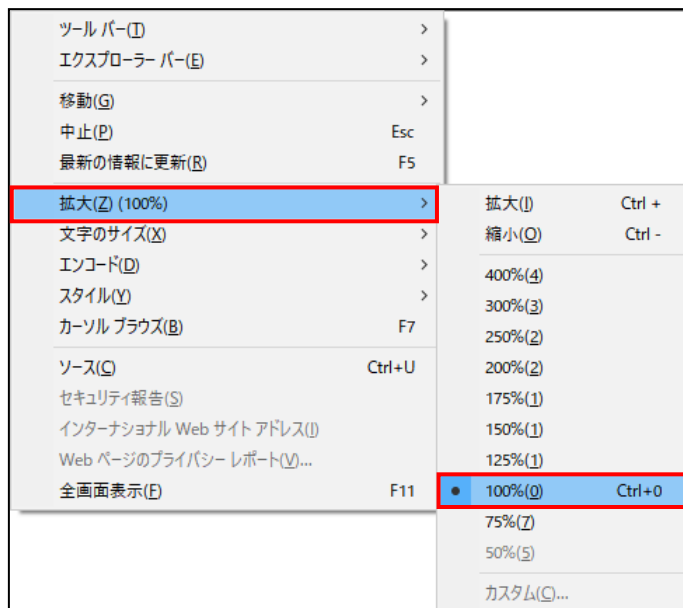 ツール バー(T)
エクスプローラー バー(E)
移動(G)
中止(P) Esc
最新の情報に更新(R) F5
拡大(Z) (100%)
文字のサイズ(X)
エンコード(D)
スタイル(Y)
カーソル ブラウズ(B) F7
ソース(C) Ctrl+U
セキュリティ報告(S)
インターナショナル Web サイト アドレス(I)
Web ページのプライバシー レポート(V)...
全画面表示(F) F11
拡大(I) Ctrl +
縮小(O) Ctrl -
400%(4)
300%(3)
250%(2)
200%(2)
175%(1)
150%(1)
125%(1)
100%(0) Ctrl+0
75%(7)
50%(5)
カスタム(C)...